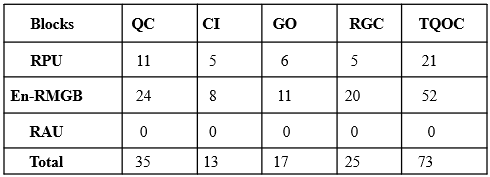 Blocks QC CI GO RGC TQOC
RPU 11 5 6 5 21
En-RMGB 24 8 11 20 52
RAU 0 0 0 0 0
Total 35 13 17 25 73